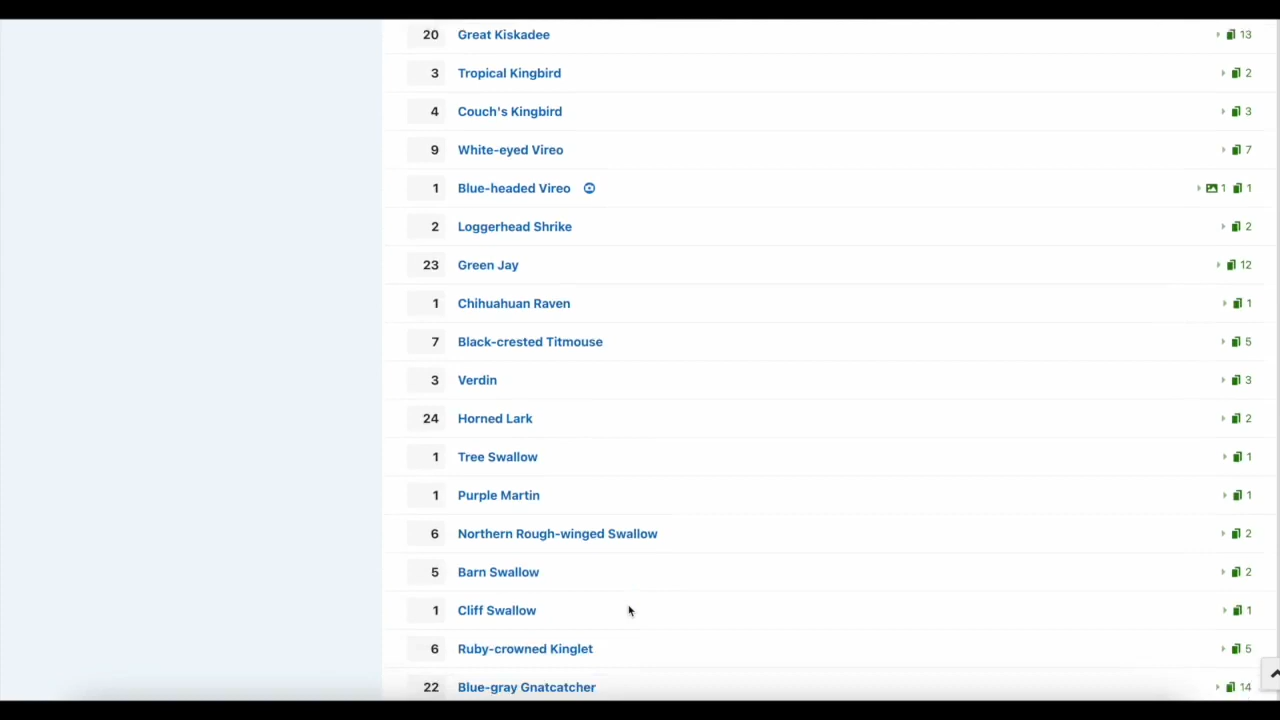 20 Great Kiskadee 13
3 Tropical Kingbird 2
4 Couch's Kingbird 3
9 White-eyed Vireo 7
1 Blue-headed Vireo 1 1
2 Loggerhead Shrike 2
23 Green Jay 12
1 Chihuahuan Raven 1
7 Black-crested Titmouse 5
3 Verdin 3
24 Horned Lark 2
1 Tree Swallow 1
1 Purple Martin 1
6 Northern Rough-winged Swallow 2
5 Barn Swallow 2
1 Cliff Swallow 1
6 Ruby-crowned Kinglet 5
22 Blue-gray Gnatcatcher 14